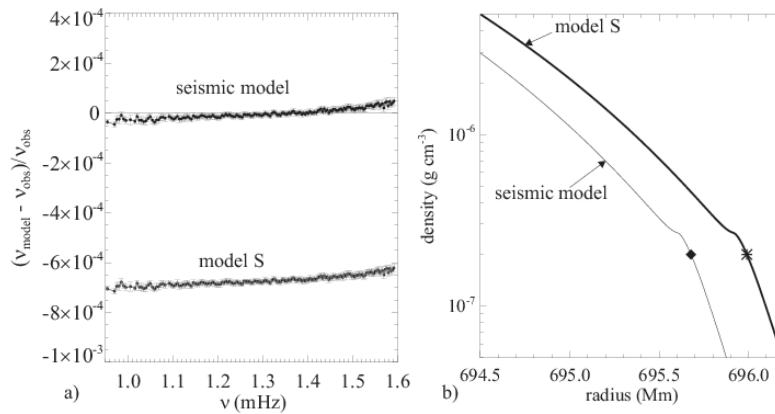 4×10⁻⁴
2×10⁻⁴
0
-2×10⁻⁴
-4×10⁻⁴
-6×10⁻⁴
-8×10⁻⁴
-1×10⁻³
(ν_model - ν_obs)/ν_obs
seismic model
model S
1.0 1.1 1.2 1.3 1.4 1.5 1.6
a) ν (mHz)
model S
seismic model
10⁻⁶
10⁻⁷
density (g cm⁻³)
694.5 695.0 695.5 696.0
b) radius (Mm)